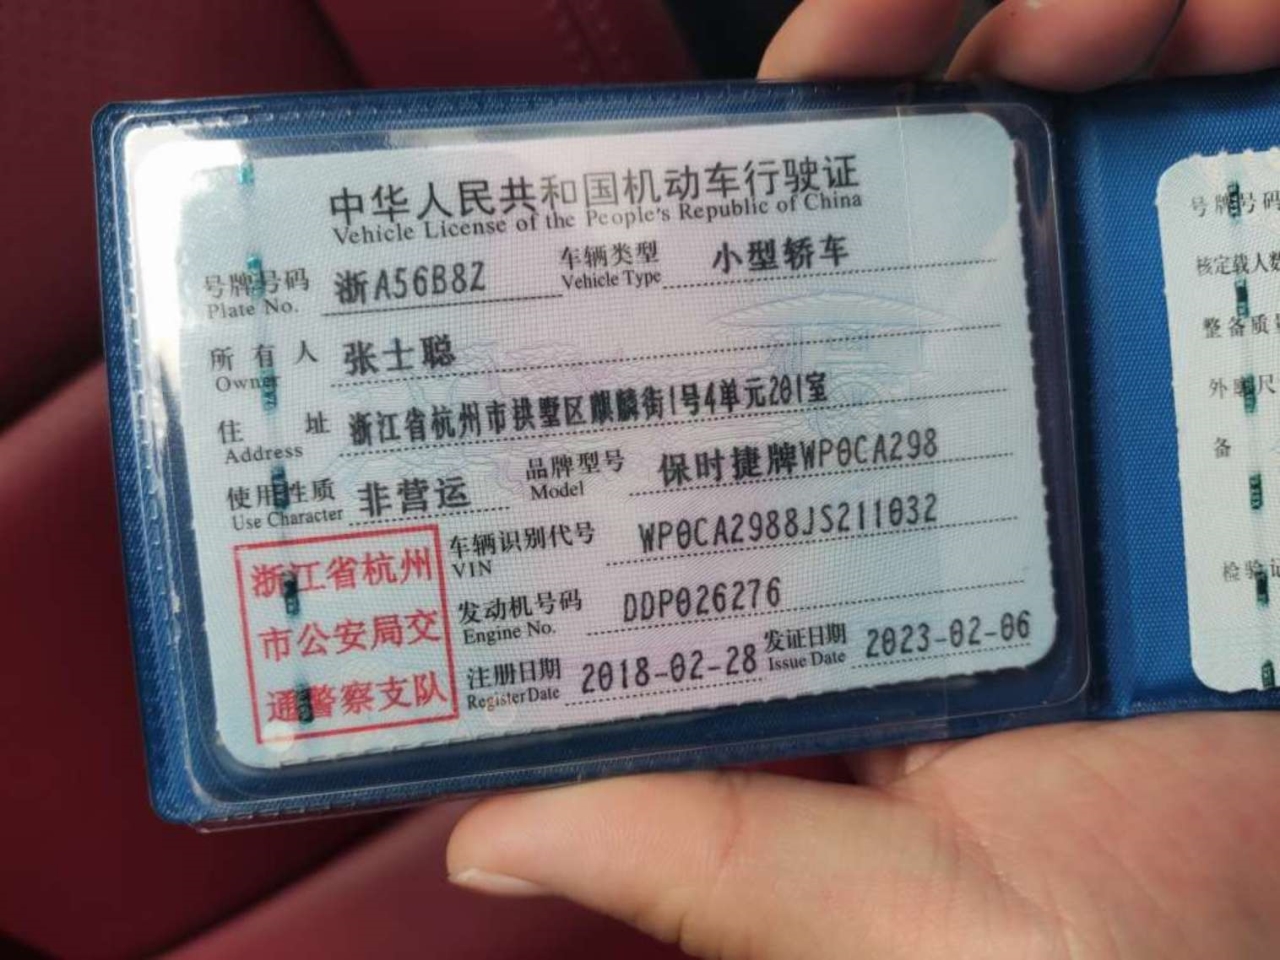 中华人民共和国机动车行驶证
Vehicle License of the People's Republic of China
号牌号码 浙A56B8Z 车辆类型 小型轿车
Plate No. Vehicle Type
所有人 张士聪
Owner
住址 浙江省杭州市拱墅区麒麟街1号4单元201室
Address
使用性质 非营运 品牌型号 保时捷牌WP0CA298
Use Character Model
车辆识别代号 WP0CA2988JS211032
VIN
发动机号码 DDP026276
Engine No.
注册日期 2018-02-28 发证日期 2023-02-06
Register Date Issue Date
浙江省杭州
市公安局交
通警察支队
号牌号码
核定载人数
整备质
外廓尺
备
检验记